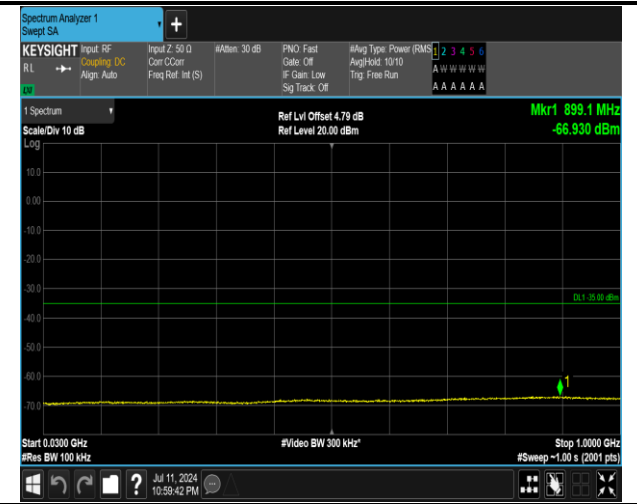 Spectrum Analyzer 1
Swept SA
+
KEYSIGHT
RL
Input: RF
Coupling: DC
Align: Auto
Input Z: 50 Ω
Corr CCorr
Freq Ref: Int (S)
#Atten: 30 dB
PNO: Fast
Gate: Off
IF Gain: Low
Sig Track: Off
#Avg Type: Power (RMS
Avg|Hold: 10/10
Trig: Free Run
1 2 3 4 5 6
A W W W W W
A A A A A A
1 Spectrum
Scale/Div 10 dB
Log
Ref Lvl Offset 4.79 dB
Ref Level 20.00 dBm
Mkr1 899.1 MHz
-66.930 dBm
10.0
0.00
-10.0
-20.0
-30.0
DL1 -35.00 dBm
-40.0
-50.0
-60.0
1
-70.0
Start 0.0300 GHz
#Res BW 100 kHz
#Video BW 300 kHz*
Stop 1.0000 GHz
#Sweep ~1.00 s (2001 pts)
?
Jul 11, 2024
10:59:42 PM